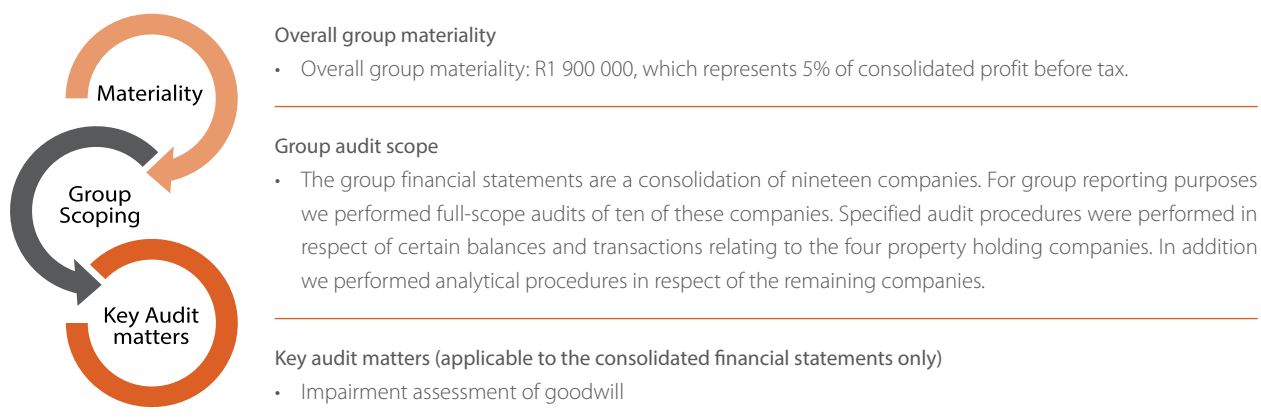 Materiality
Group
Scoping
Key Audit
matters
Overall group materiality
• Overall group materiality: R1 900 000, which represents 5% of consolidated profit before tax.
Group audit scope
• The group financial statements are a consolidation of nineteen companies. For group reporting purposes
we performed full-scope audits of ten of these companies. Specified audit procedures were performed in
respect of certain balances and transactions relating to the four property holding companies. In addition
we performed analytical procedures in respect of the remaining companies.
Key audit matters (applicable to the consolidated financial statements only)
• Impairment assessment of goodwill